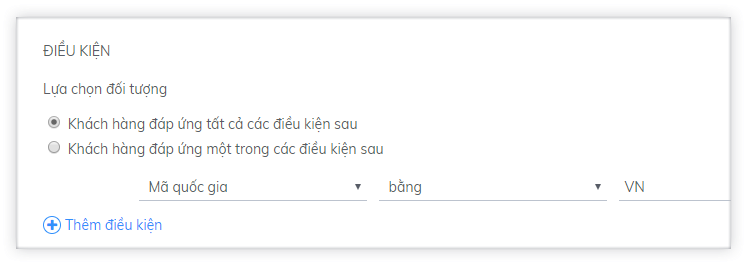 ĐIỀU KIỆN
Lựa chọn đối tượng
Khách hàng đáp ứng tất cả các điều kiện sau
Khách hàng đáp ứng một trong các điều kiện sau
Mã quốc gia bằng VN
Thêm điều kiện